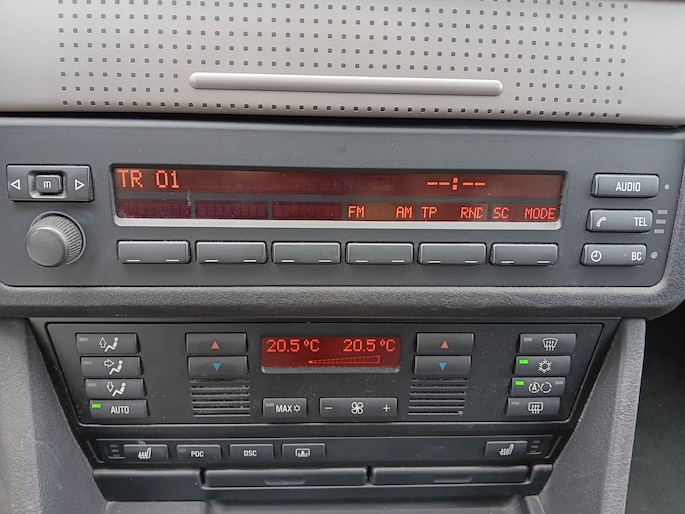 TR 01 --:--
m
FM AM TP RND SC MODE
AUDIO
TEL
BC
20.5 °C 20.5 °C
AUTO
MAX
- +
A
PDC DSC